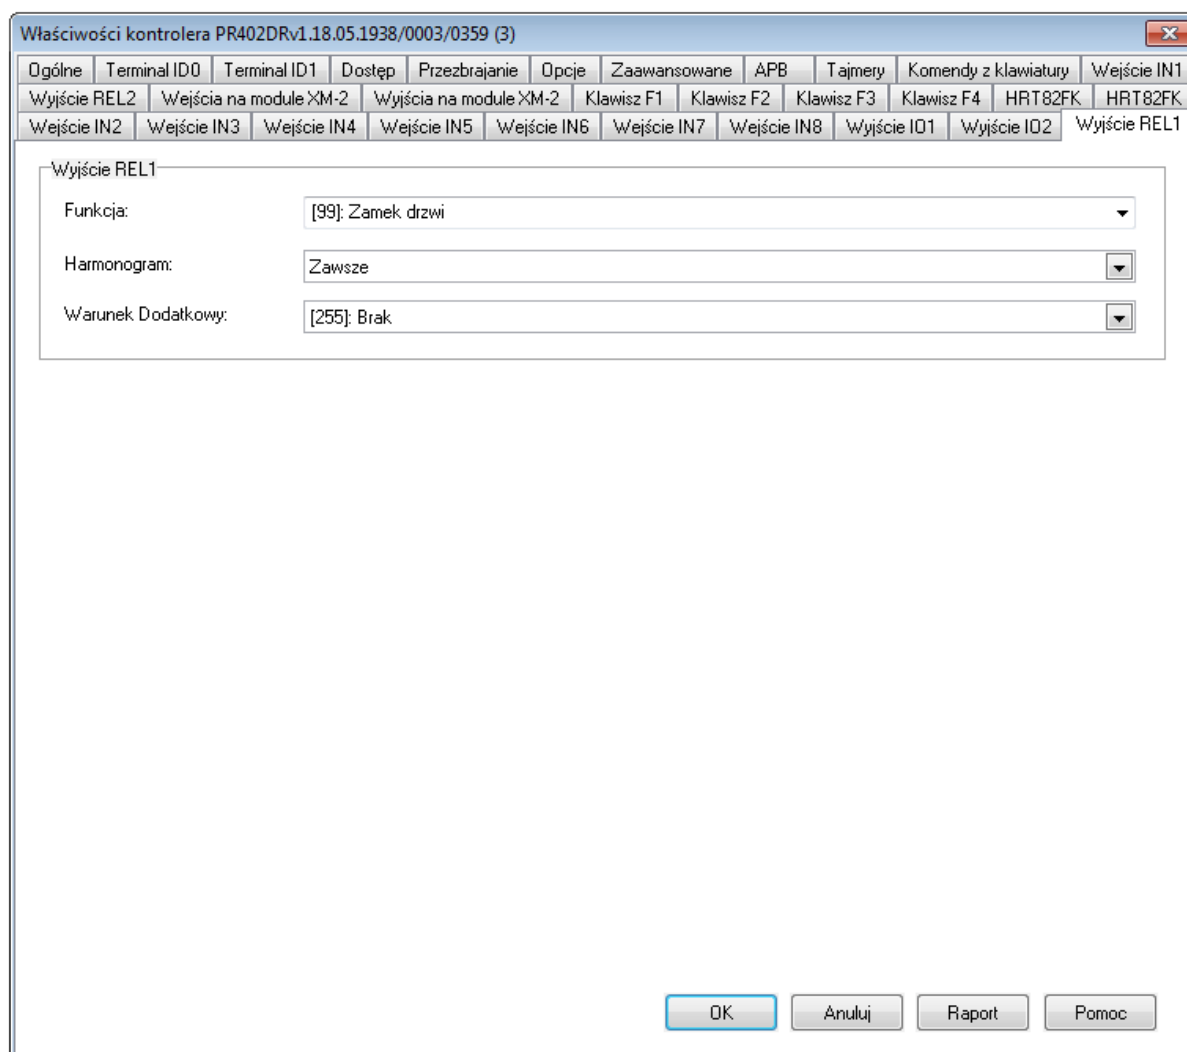 Właściwości kontrolera PR402DRv1.18.05.1938/0003/0359 (3)
Ogólne Terminal ID0 Terminal ID1 Dostęp Przezbrajanie Opcje Zaawansowane APB Tajmery Komendy z klawiatury Wejście IN1
Wyjście REL2 Wejścia na module XM-2 Wyjścia na module XM-2 Klawisz F1 Klawisz F2 Klawisz F3 Klawisz F4 HRT82FK HRT82FK
Wejście IN2 Wejście IN3 Wejście IN4 Wejście IN5 Wejście IN6 Wejście IN7 Wejście IN8 Wyjście IO1 Wyjście IO2 Wyjście REL1
Wyjście REL1
Funkcja: [99]: Zamek drzwi
Harmonogram: Zawsze
Warunek Dodatkowy: [255]: Brak
OK Anuluj Raport Pomoc